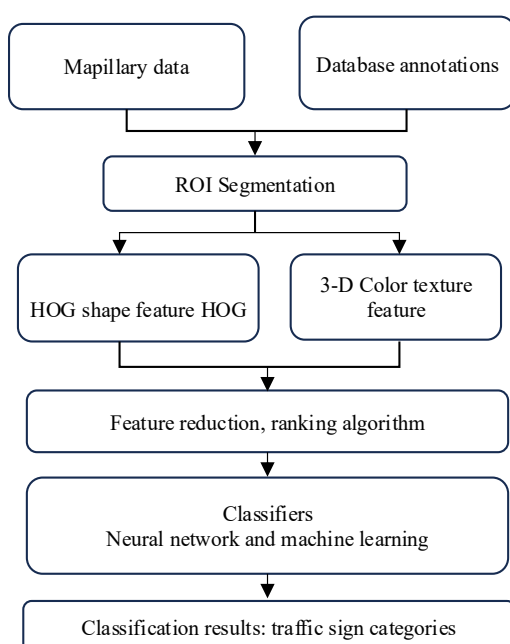 Mapillary data
Database annotations
ROI Segmentation
HOG shape feature HOG
3-D Color texture
feature
Feature reduction, ranking algorithm
Classifiers
Neural network and machine learning
Classification results: traffic sign categories